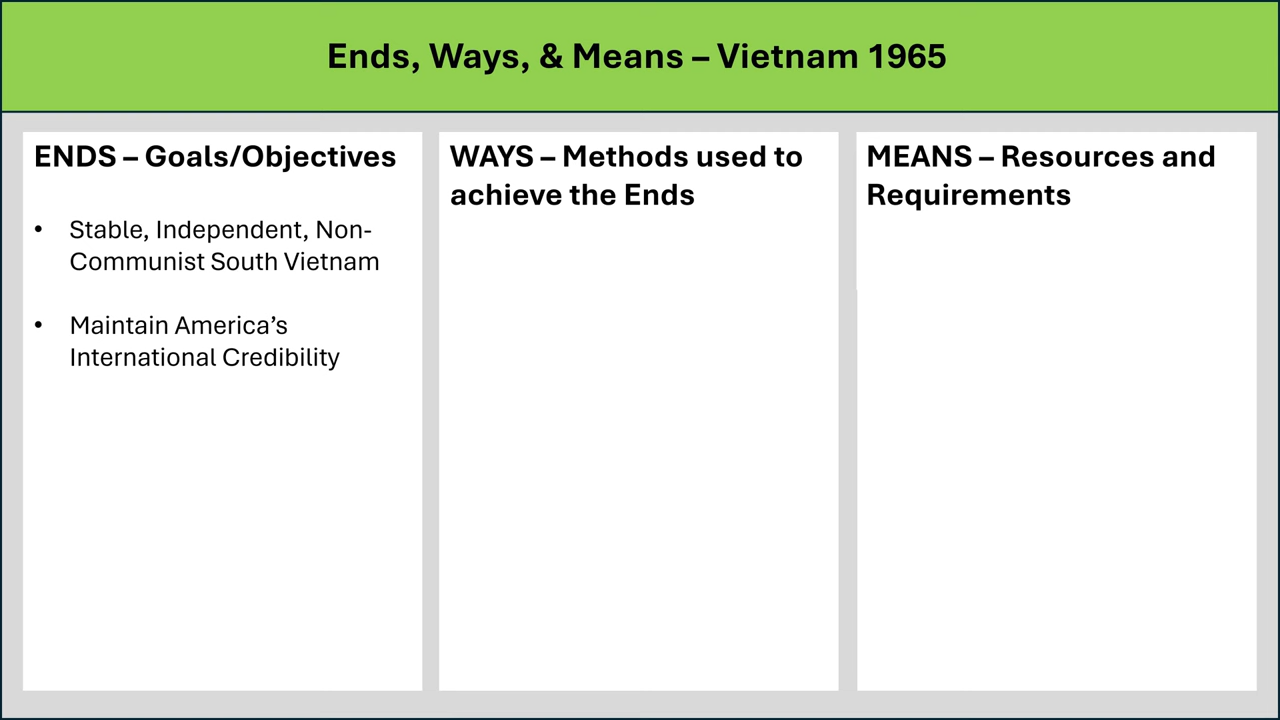 Ends, Ways, & Means – Vietnam 1965
ENDS – Goals/Objectives
• Stable, Independent, Non-
Communist South Vietnam
• Maintain America’s
International Credibility
WAYS – Methods used to
achieve the Ends
MEANS – Resources and
Requirements